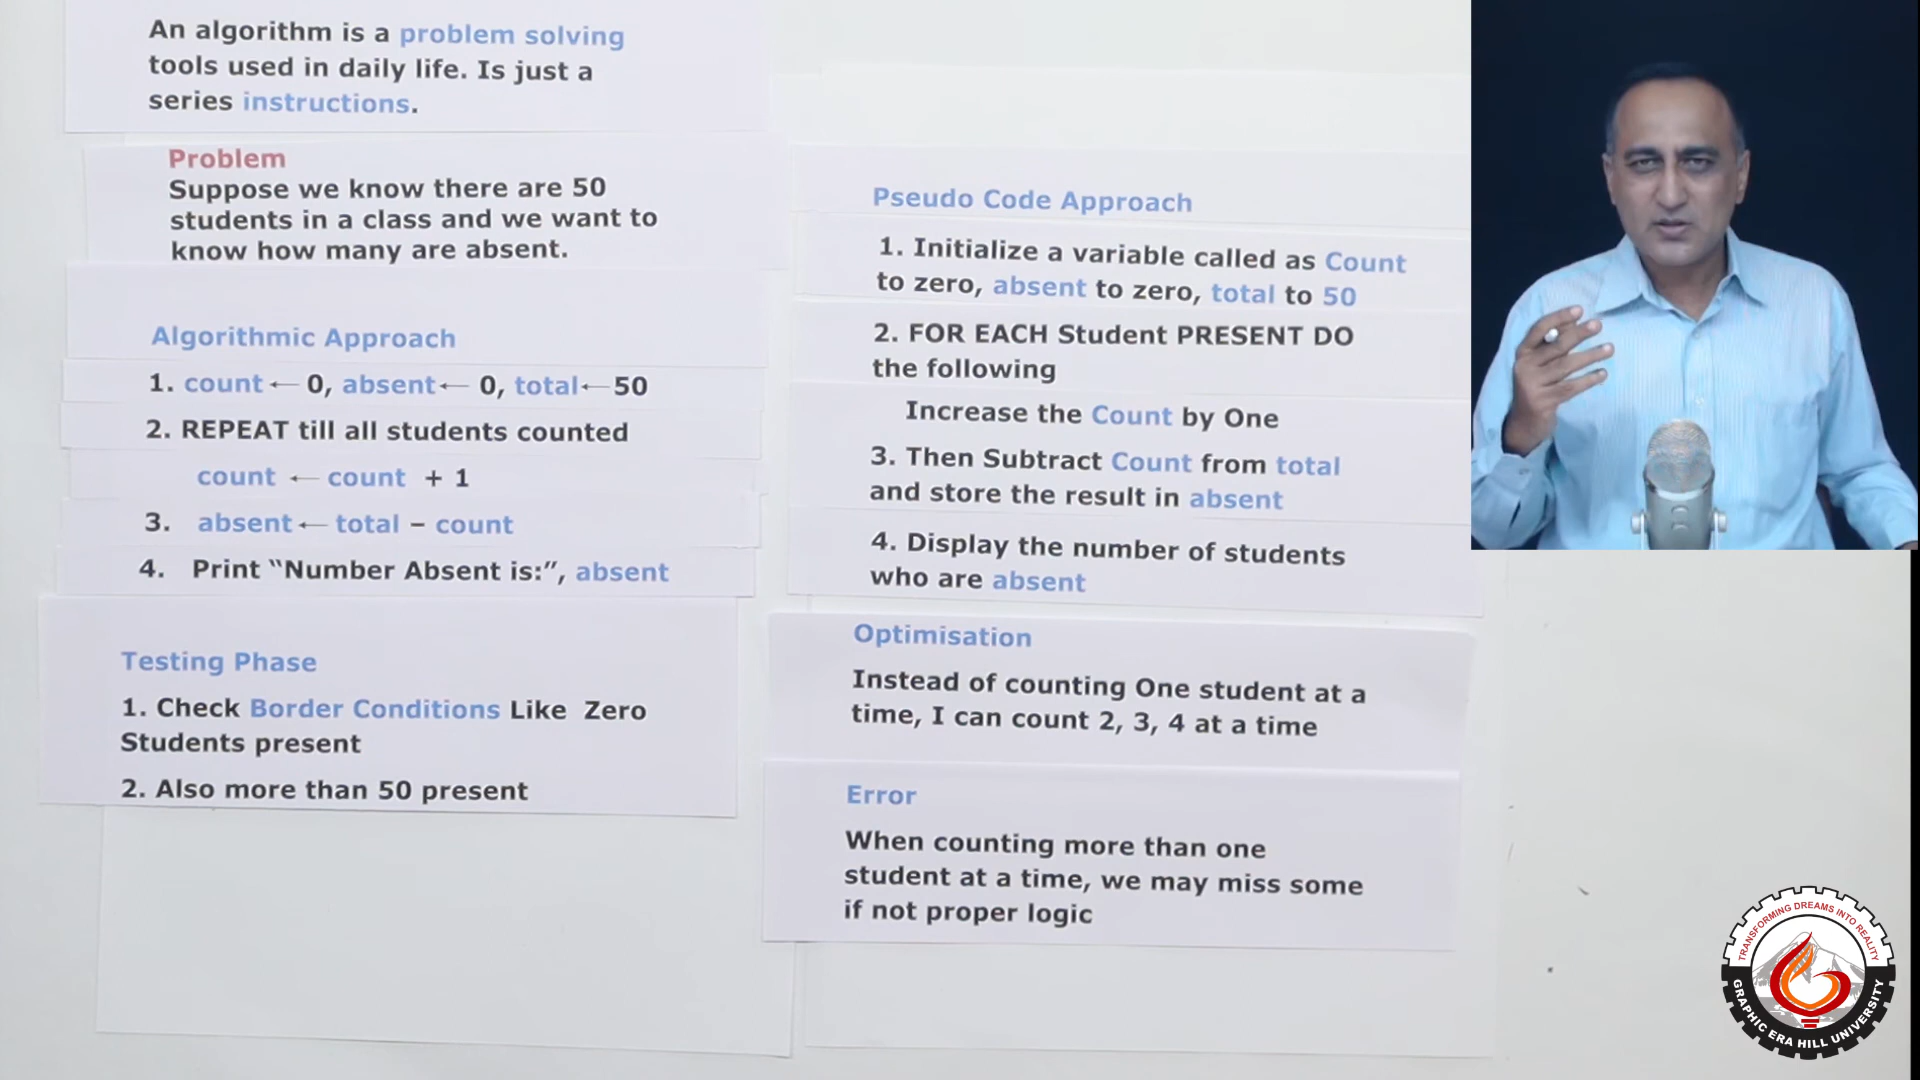 An algorithm is a problem solving
tools used in daily life. Is just a
series instructions.
Problem
Suppose we know there are 50
students in a class and we want to
know how many are absent.
Algorithmic Approach
1. count ← 0, absent ← 0, total ← 50
2. REPEAT till all students counted
count ← count + 1
3. absent ← total – count
4. Print “Number Absent is:”, absent
Testing Phase
1. Check Border Conditions Like Zero
Students present
2. Also more than 50 present
Pseudo Code Approach
1. Initialize a variable called as Count
to zero, absent to zero, total to 50
2. FOR EACH Student PRESENT DO
the following
Increase the Count by One
3. Then Subtract Count from total
and store the result in absent
4. Display the number of students
who are absent
Optimisation
Instead of counting One student at a
time, I can count 2, 3, 4 at a time
Error
When counting more than one
student at a time, we may miss some
if not proper logic
TRANSFORMING DREAMS INTO REALITY
GRAPHIC ERA HILL UNIVERSITY